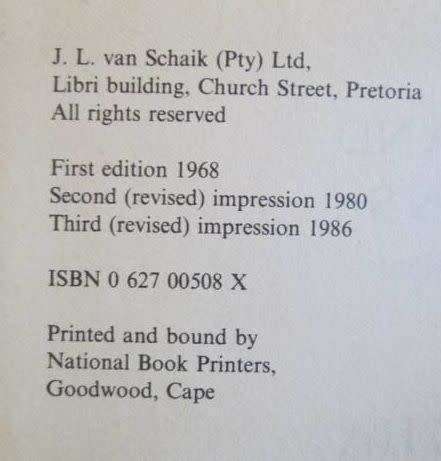 J. L. van Schaik (Pty) Ltd,
Libri building, Church Street, Pretoria
All rights reserved
First edition 1968
Second (revised) impression 1980
Third (revised) impression 1986
ISBN 0 627 00508 X
Printed and bound by
National Book Printers,
Goodwood, Cape